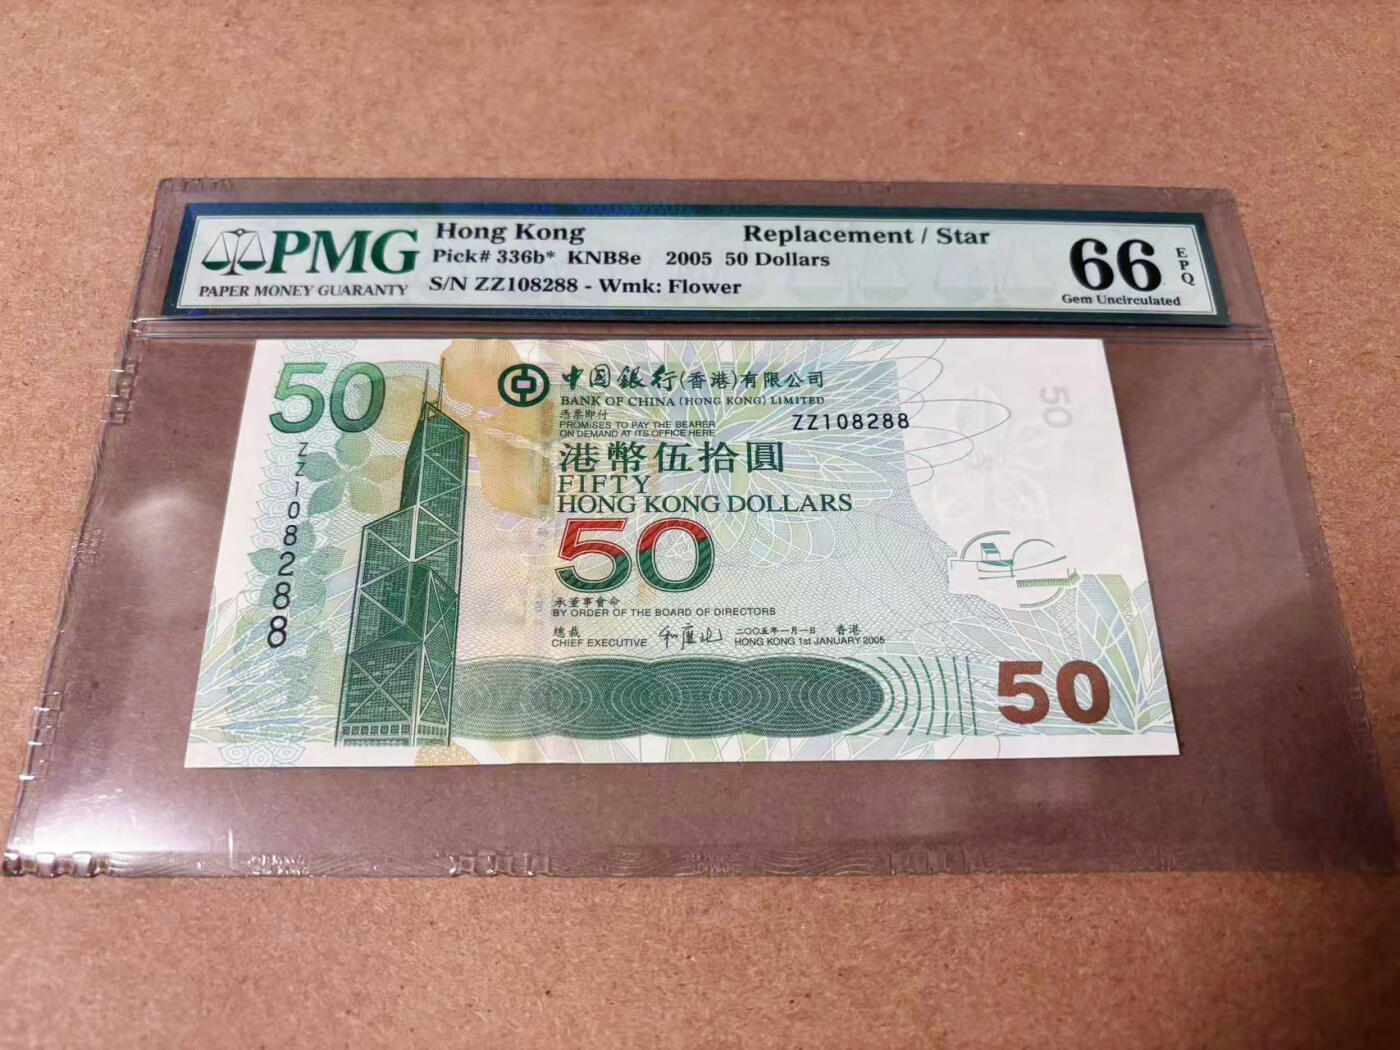 PMG
PAPER MONEY GUARANTY
Hong Kong
Replacement / Star
Pick# 336b* KNB8e 2005 50 Dollars
S/N ZZ108288 - Wmk: Flower
66
EPQ
Gem Uncirculated
50
中國銀行(香港)有限公司
BANK OF CHINA (HONG KONG) LIMITED
憑票即付
PROMISES TO PAY THE BEARER
ON DEMAND AT ITS OFFICE HERE
ZZ108288
ZZ108288
港幣伍拾圓
FIFTY
HONG KONG DOLLARS
50
承董事會命
BY ORDER OF THE BOARD OF DIRECTORS
總裁
CHIEF EXECUTIVE
和廣北
二〇〇五年一月一日 香港
HONG KONG 1st JANUARY 2005
50
50